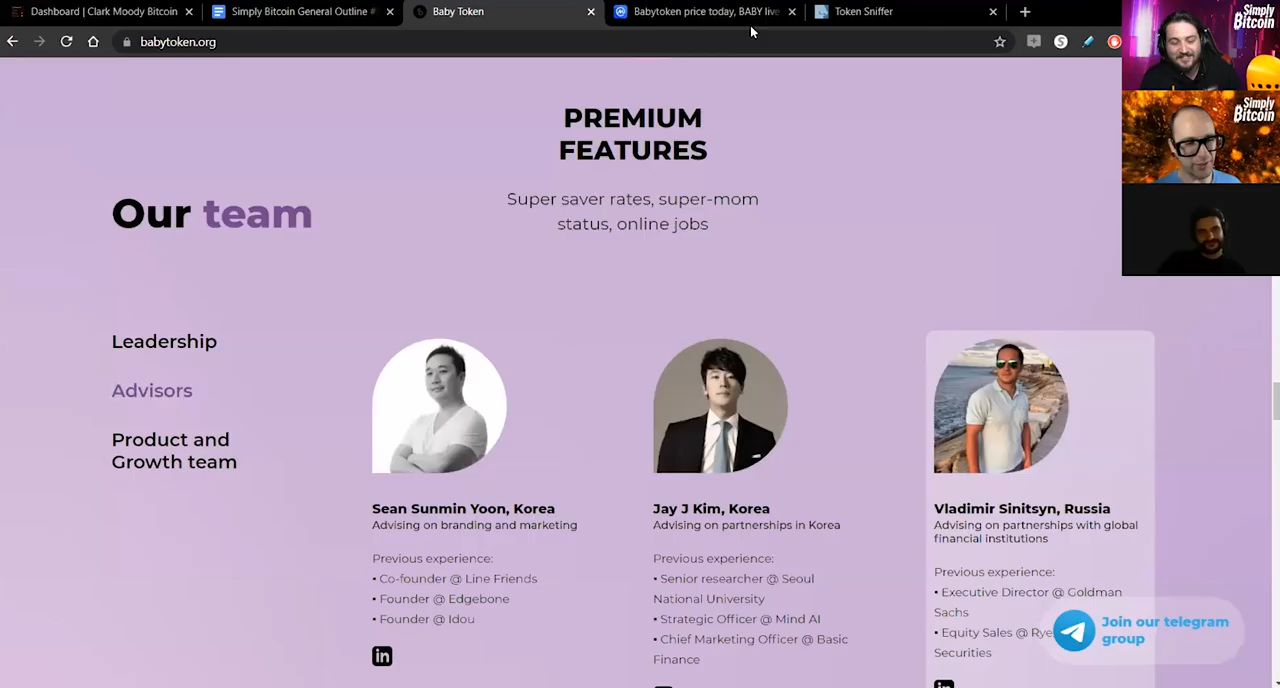 Dashboard | Clark Moody Bitcoin
Simply Bitcoin General Outline #
Baby Token
Babytoken price today, BABY live
Token Sniffer
babytoken.org
Simply
Bitcoin
Simply
Bitcoin
PREMIUM
FEATURES
Super saver rates, super-mom
status, online jobs
Our team
Leadership
Advisors
Product and
Growth team
Sean Sunmin Yoon, Korea
Advising on branding and marketing
Previous experience:
• Co-founder @ Line Friends
• Founder @ Edgebone
• Founder @ Idou
in
Jay J Kim, Korea
Advising on partnerships in Korea
Previous experience:
• Senior researcher @ Seoul
National University
• Strategic Officer @ Mind AI
• Chief Marketing Officer @ Basic
Finance
Vladimir Sinitsyn, Russia
Advising on partnerships with global
financial institutions
Previous experience:
• Executive Director @ Goldman
Sachs
• Equity Sales @ Rye
Securities
Join our telegram
group